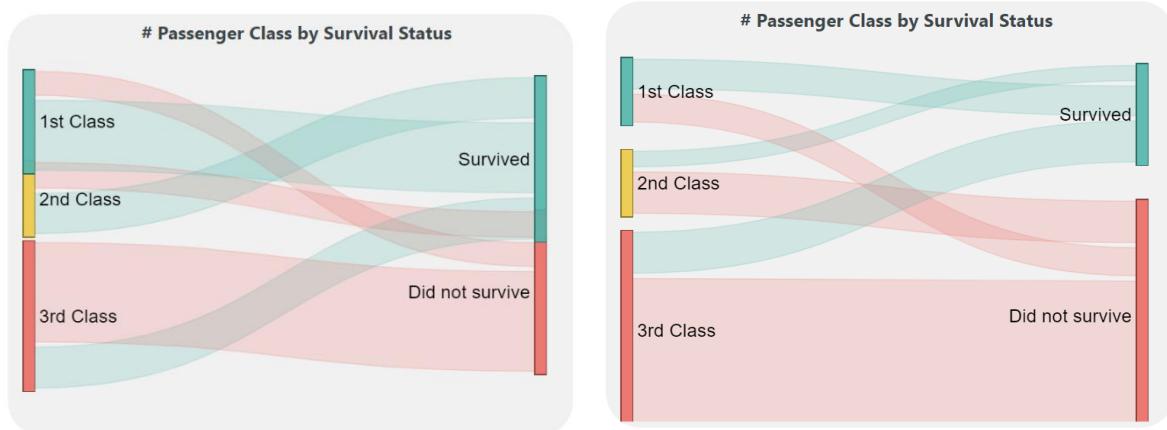 # Passenger Class by Survival Status
1st Class
2nd Class
3rd Class
Survived
Did not survive
# Passenger Class by Survival Status
1st Class
2nd Class
3rd Class
Survived
Did not survive